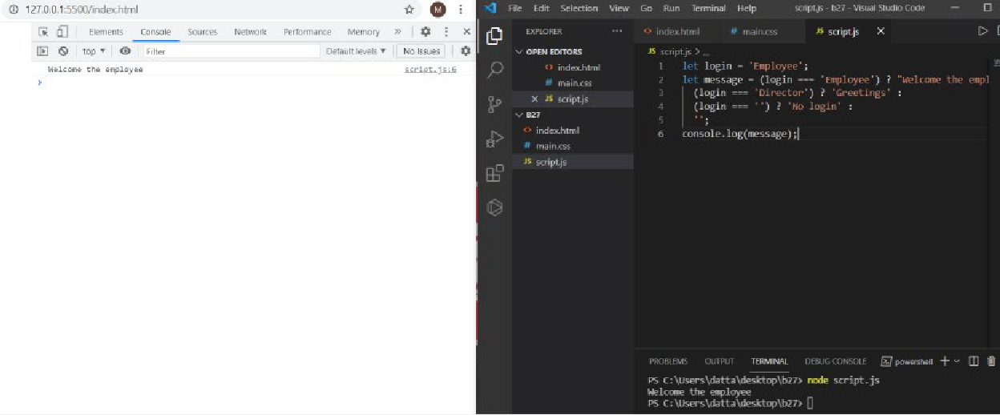 127.0.0.1:5500/index.html
M
Elements Console Sources Network Performance Memory »
top ▼ Filter Default levels ▼ No Issues
Welcome the employee script.js:6
>
File Edit Selection View Go Run Terminal Help script.js - b27 - Visual Studio Code
EXPLORER ...
OPEN EDITORS
index.html
main.css
JS script.js
B27
index.html
main.css
JS script.js
index.html # main.css JS script.js
JS script.js > ...
1 let login = 'Employee';
2 let message = (login === 'Employee') ? "Welcome the empl
3 (login === 'Director') ? 'Greetings' :
4 (login === '') ? 'No login' :
5 '';
6 console.log(message);
PROBLEMS OUTPUT TERMINAL DEBUG CONSOLE powershell
PS C:\Users\datta\desktop\b27> node script.js
Welcome the employee
PS C:\Users\datta\desktop\b27>